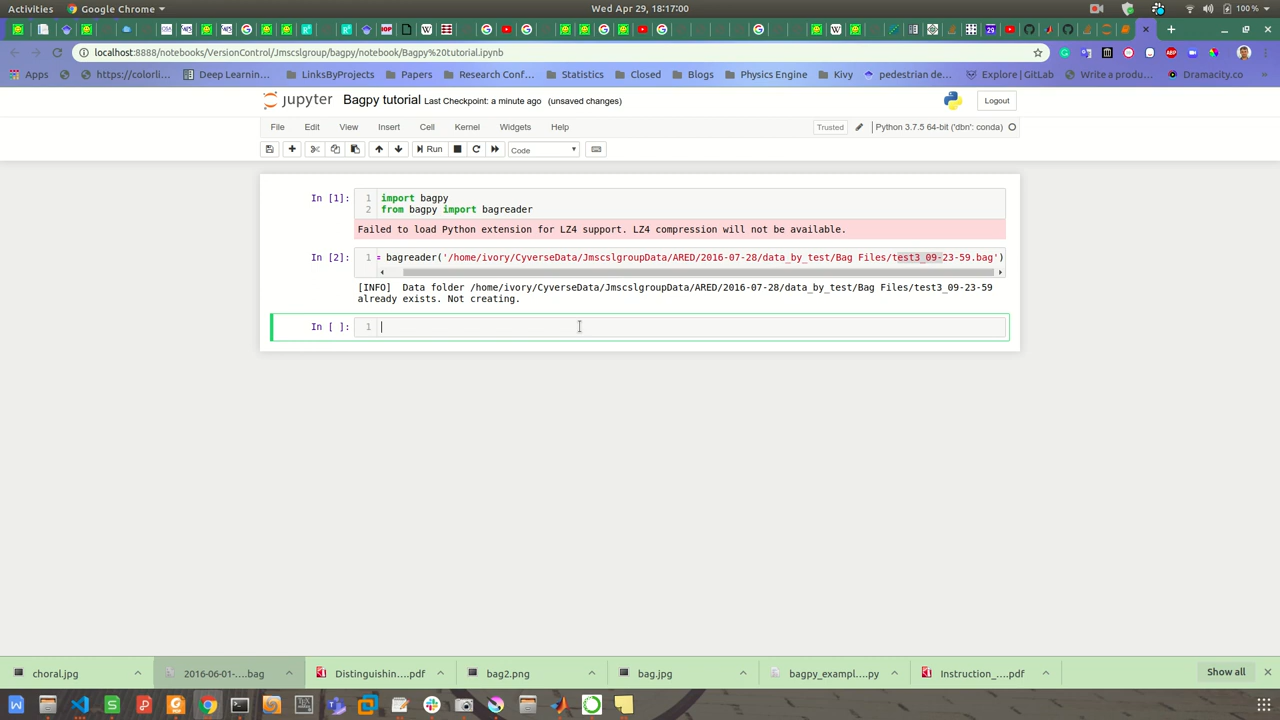 Activities Google Chrome Wed Apr 29, 18:17:00 100 %
localhost:8888/notebooks/VersionControl/Jmscslgroup/bagpy/notebook/Bagpy%20tutorial.ipynb
Apps https://colorli... Deep Learnin... LinksByProjects Papers Research Conf... Statistics Closed Blogs Physics Engine Kivy pedestrian de... Explore | GitLab Write a produ... Dramacity.co
jupyter Bagpy tutorial Last Checkpoint: a minute ago (unsaved changes) Logout
File Edit View Insert Cell Kernel Widgets Help Trusted Python 3.7.5 64-bit ('dbn': conda)
Run Code
In [1]: 1 import bagpy
2 from bagpy import bagreader
Failed to load Python extension for LZ4 support. LZ4 compression will not be available.
In [2]: 1 = bagreader('/home/ivory/CyverseData/JmscslgroupData/ARED/2016-07-28/data_by_test/Bag Files/test3_09-23-59.bag')
[INFO]  Data folder /home/ivory/CyverseData/JmscslgroupData/ARED/2016-07-28/data_by_test/Bag Files/test3_09-23-59
already exists. Not creating.
In [ ]: 1
choral.jpg 2016-06-01-....bag Distinguishin....pdf bag2.png bag.jpg bagpy_exampl....py Instruction_....pdf Show all